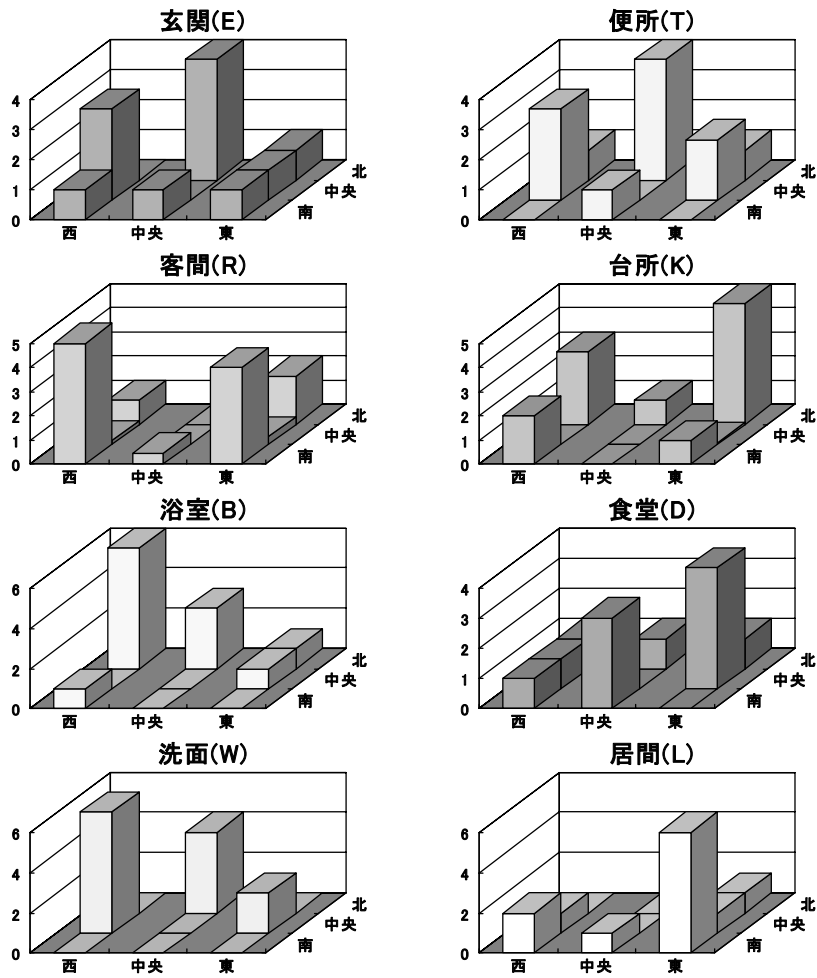 玄関(E)
4
3
2
1
0
西
中央
東
南
中央
北
便所(T)
4
3
2
1
0
西
中央
東
南
中央
北
客間(R)
5
4
3
2
1
0
西
中央
東
南
中央
北
台所(K)
5
4
3
2
1
0
西
中央
東
南
中央
北
浴室(B)
6
4
2
0
西
中央
東
南
中央
北
食堂(D)
4
3
2
1
0
西
中央
東
南
中央
北
洗面(W)
6
4
2
0
西
中央
東
南
中央
北
居間(L)
6
4
2
0
西
中央
東
南
中央
北